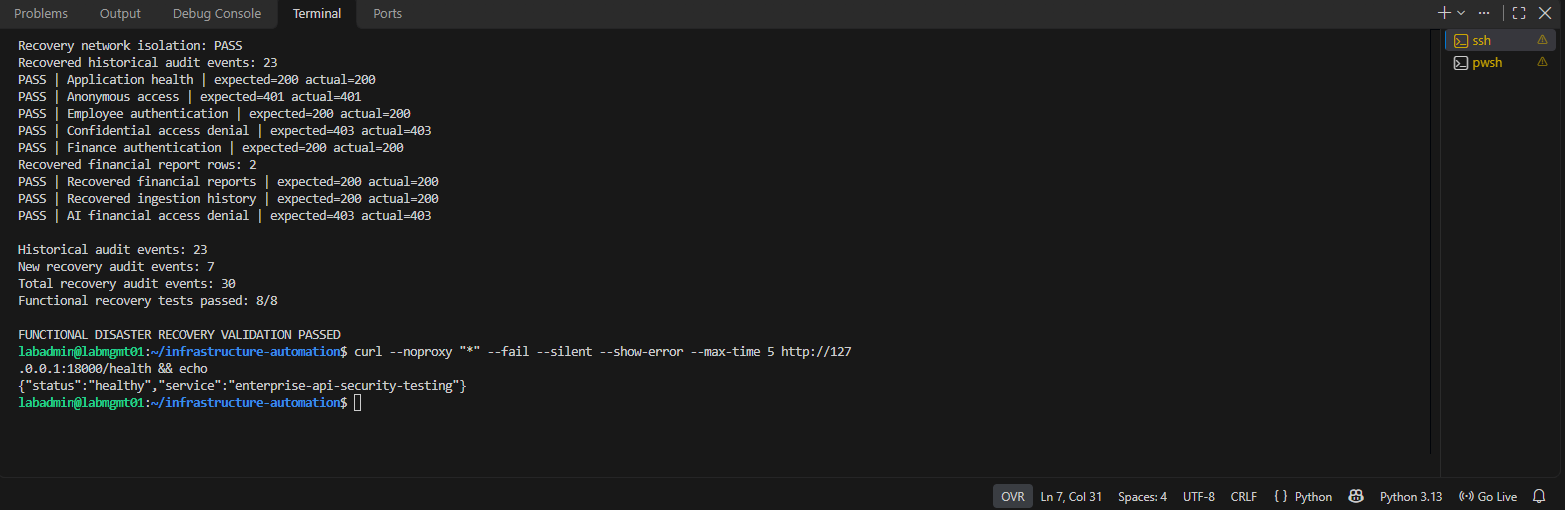 Problems Output Debug Console Terminal Ports
Recovery network isolation: PASS
Recovered historical audit events: 23
PASS | Application health | expected=200 actual=200
PASS | Anonymous access | expected=401 actual=401
PASS | Employee authentication | expected=200 actual=200
PASS | Confidential access denial | expected=403 actual=403
PASS | Finance authentication | expected=200 actual=200
Recovered financial report rows: 2
PASS | Recovered financial reports | expected=200 actual=200
PASS | Recovered ingestion history | expected=200 actual=200
PASS | AI financial access denial | expected=403 actual=403
Historical audit events: 23
New recovery audit events: 7
Total recovery audit events: 30
Functional recovery tests passed: 8/8
FUNCTIONAL DISASTER RECOVERY VALIDATION PASSED
labadmin@labmgmt01:~/infrastructure-automation$ curl --noproxy "*" --fail --silent --show-error --max-time 5 http://127
.0.0.1:18000/health && echo
{"status":"healthy","service":"enterprise-api-security-testing"}
labadmin@labmgmt01:~/infrastructure-automation$
ssh
pwsh
OVR Ln 7, Col 31 Spaces: 4 UTF-8 CRLF {} Python Python 3.13 Go Live